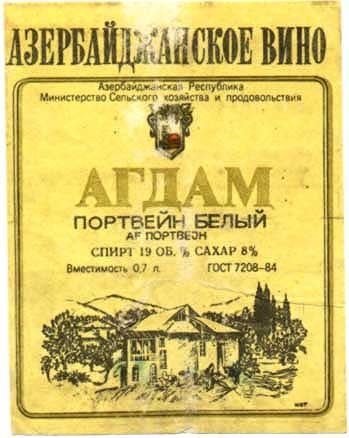 АЗЕРБАЙДЖАНСКОЕ ВИНО
Азербайджанская Республика
Министерство Сельского хозяйства и продовольствия
АГДАМ
ПОРТВЕЙН БЕЛЫЙ
АГ ПОРТВЕЈН
СПИРТ 19 ОБ. % САХАР 8%
Вместимость 0,7 л. ГОСТ 7208–84